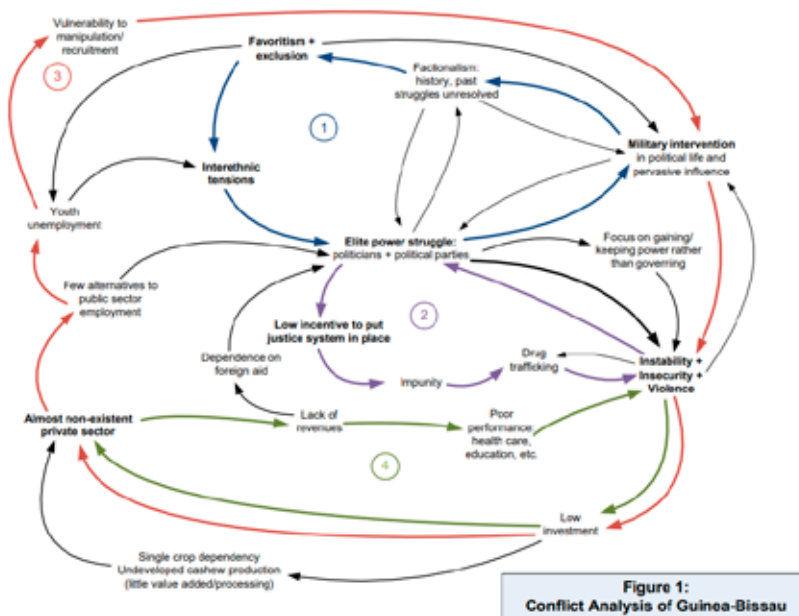 Vulnerability to
manipulation/
recruitment
3
Favoritism +
exclusion
Factionalism:
history, past
struggles unresolved
1
Military intervention
in political life and
pervasive influence
Interethnic
tensions
Youth
unemployment
Elite power struggle:
politicians + political parties
Focus on gaining/
keeping power rather
than governing
Few alternatives to
public sector
employment
2
Low incentive to put
justice system in place
Dependence on
foreign aid
Impunity
Drug
trafficking
Instability +
Insecurity +
Violence
Almost non-existent
private sector
Lack of
revenues
Poor
performance:
health care,
education, etc.
4
Low
investment
Single crop dependency
Undeveloped cashew production
(little value added/processing)
Figure 1:
Conflict Analysis of Guinea-Bissau